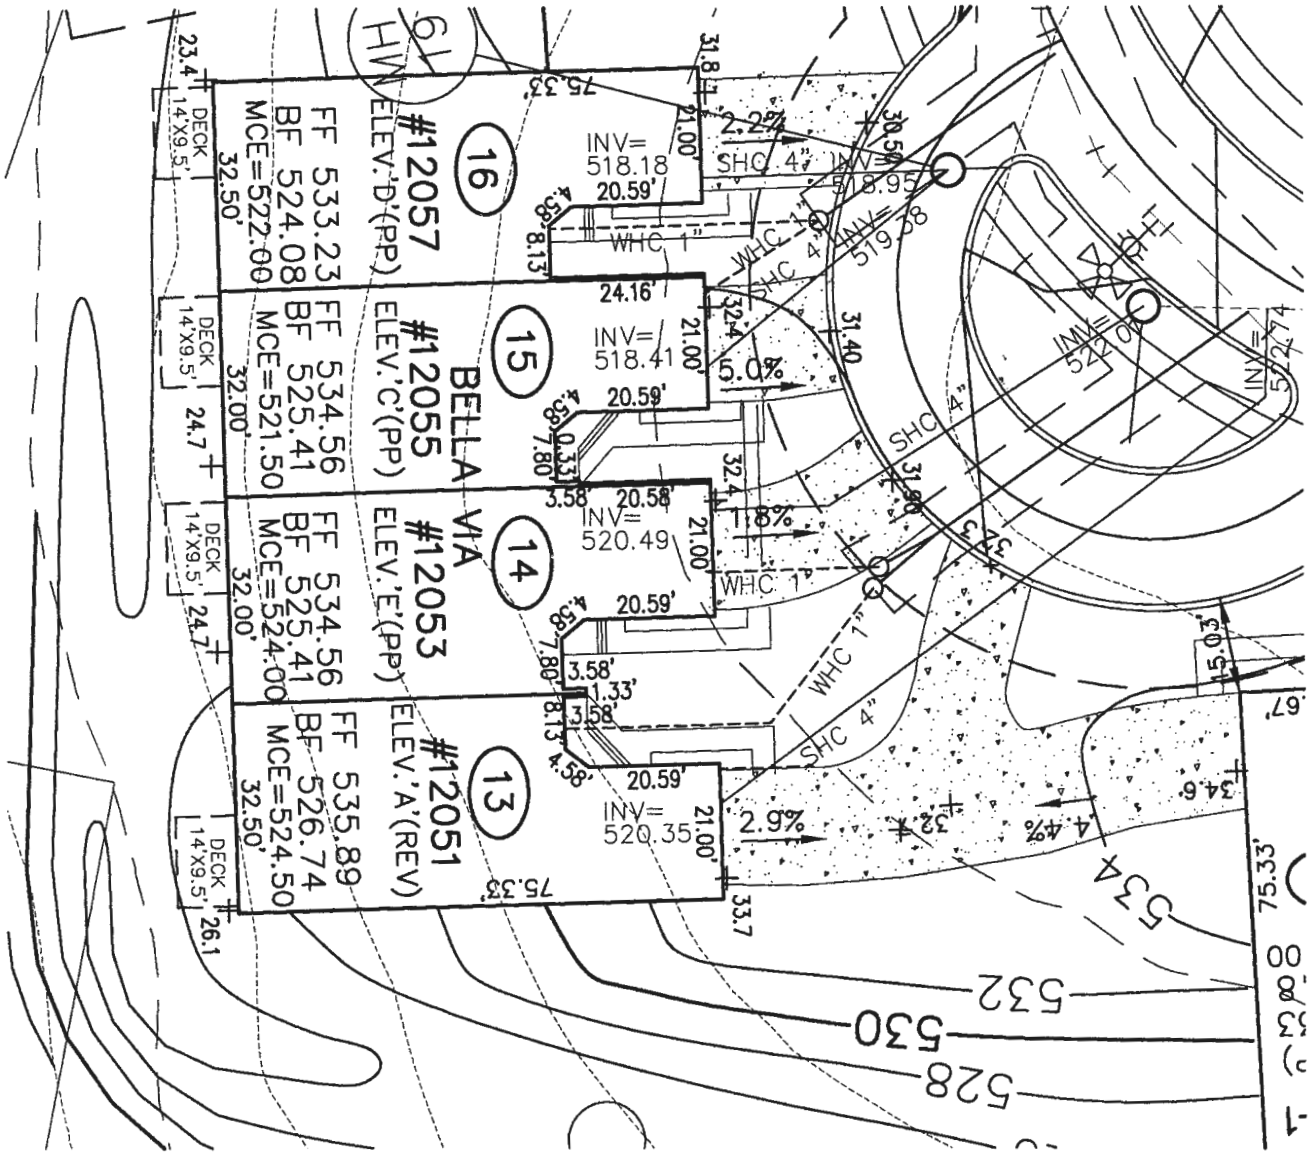 16
#12057
ELEV.'D'(PP)
FF 533.23
BF 524.08
MCE=522.00
15
#12055
ELEV.'C'(PP)
FF 534.56
BF 525.41
MCE=521.50
BELLA VIA
14
#12053
ELEV.'E'(PP)
FF 534.56
BF 525.41
MCE=524.00
13
#12051
ELEV.'A'(REV)
FF 535.89
BF 526.74
MCE=524.50
DECK
14'X9.5'
DECK
14'X9.5'
DECK
14'X9.5'
DECK
14'X9.5'
23.4
24.7
24.7
26.1
32.50'
32.00'
32.00'
32.50'
MH
19
75.33'
31.8
21.00'
INV=
518.18
20.59'
4.58'
8.13'
WHC 1"
2.2%
SHC 4"
INV=
518.95
30.50
INV=
519.38
WHC 1"
SHC 4"
24.16'
INV=
518.41
21.00'
32.4
20.59'
4.58'
0.33'
7.80'
5.0%
31.40
3.58'
20.58'
INV=
520.49
21.00
32.4
1.8%
WHC 1"
20.59'
4.58'
7.80'
3.58'
1.33'
3.58'
8.13'
4.58'
20.59'
INV=
520.35
21.00'
75.33'
33.7
2.6%
WHC 1"
SHC 4"
SHC 4"
31.90
32.3
INV=
522.01
INV=
522.74
15.03'
67'
34.6
4.4%
32
75.33'
534
532
530
528
00